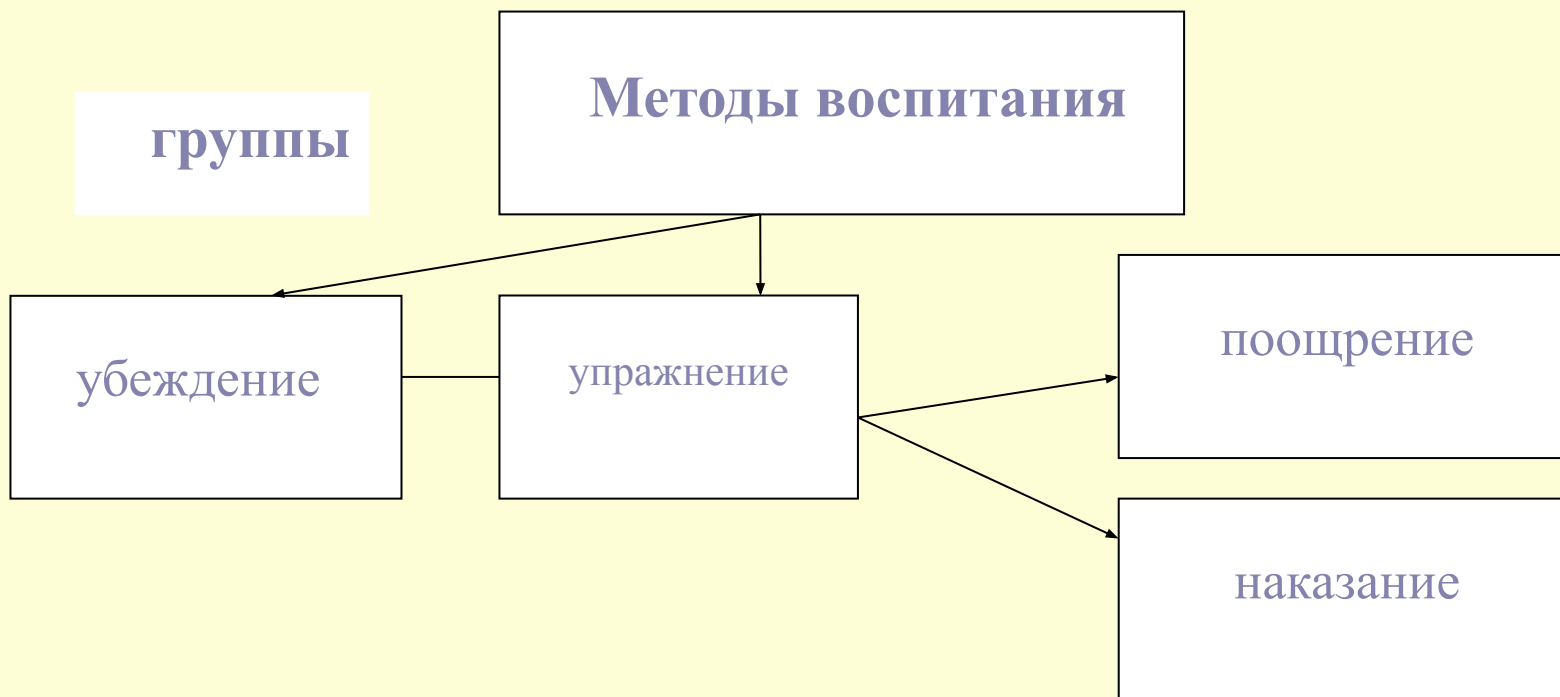 Методы воспитания
группы
убеждение
упражнение
поощрение
наказание